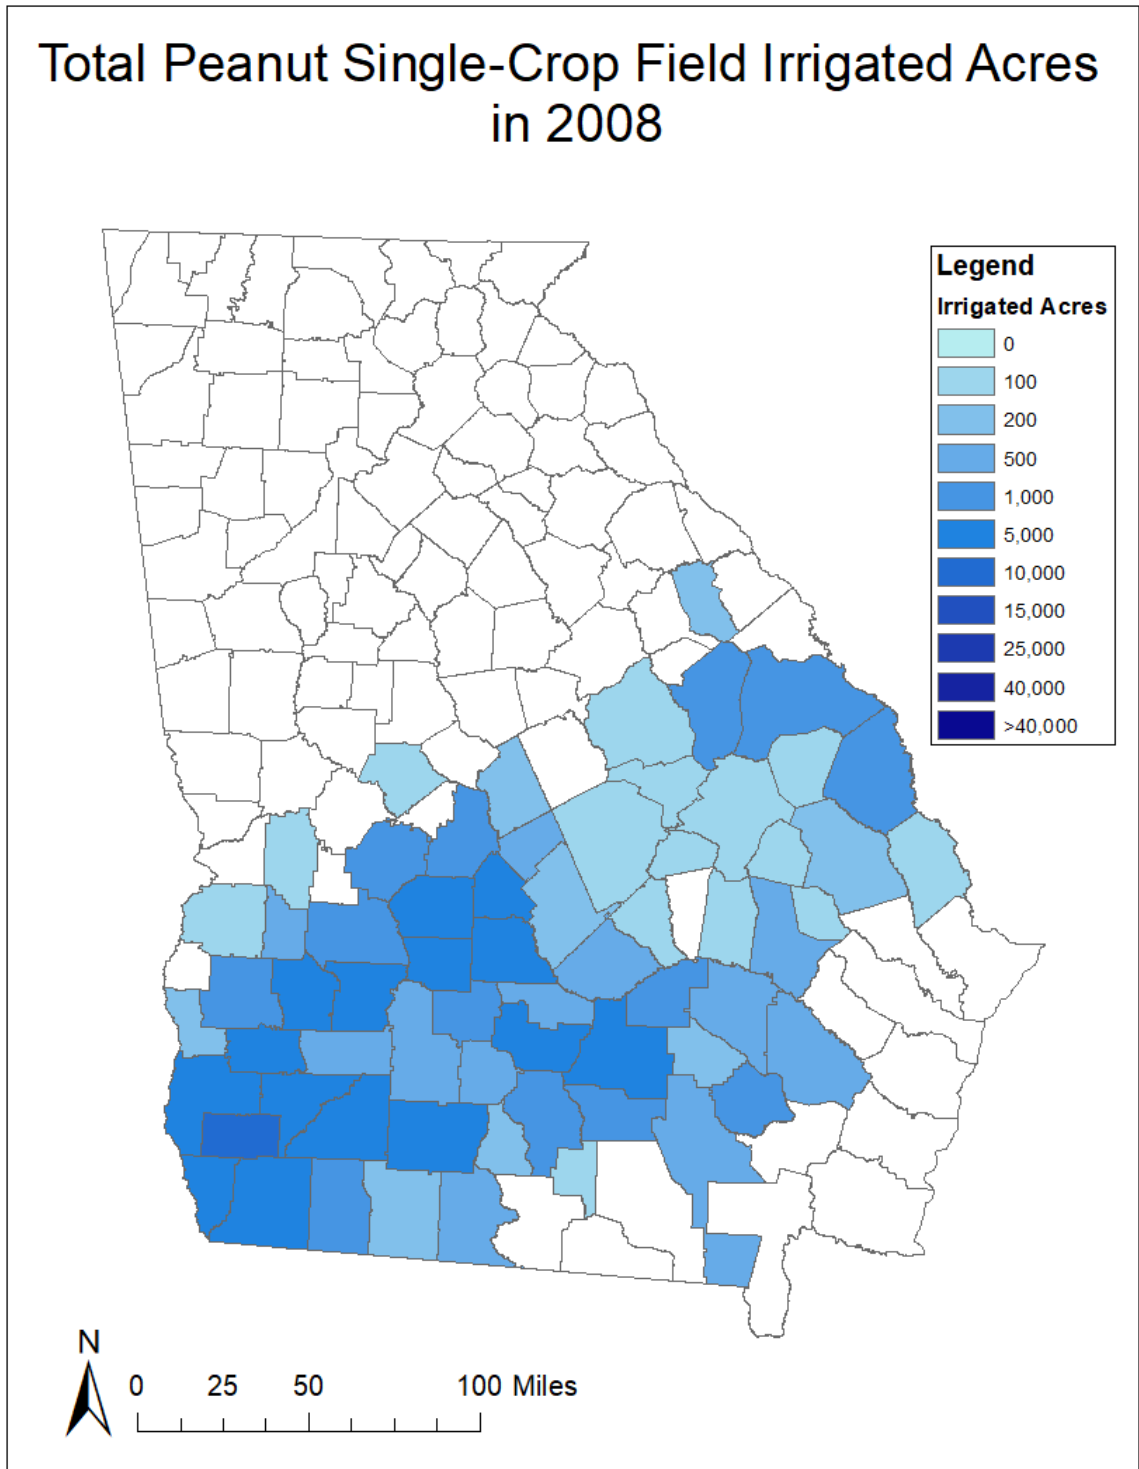 Total Peanut Single-Crop Field Irrigated Acres
in 2008
Legend
Irrigated Acres
0
100
200
500
1,000
5,000
10,000
15,000
25,000
40,000
>40,000
N
0 25 50 100 Miles